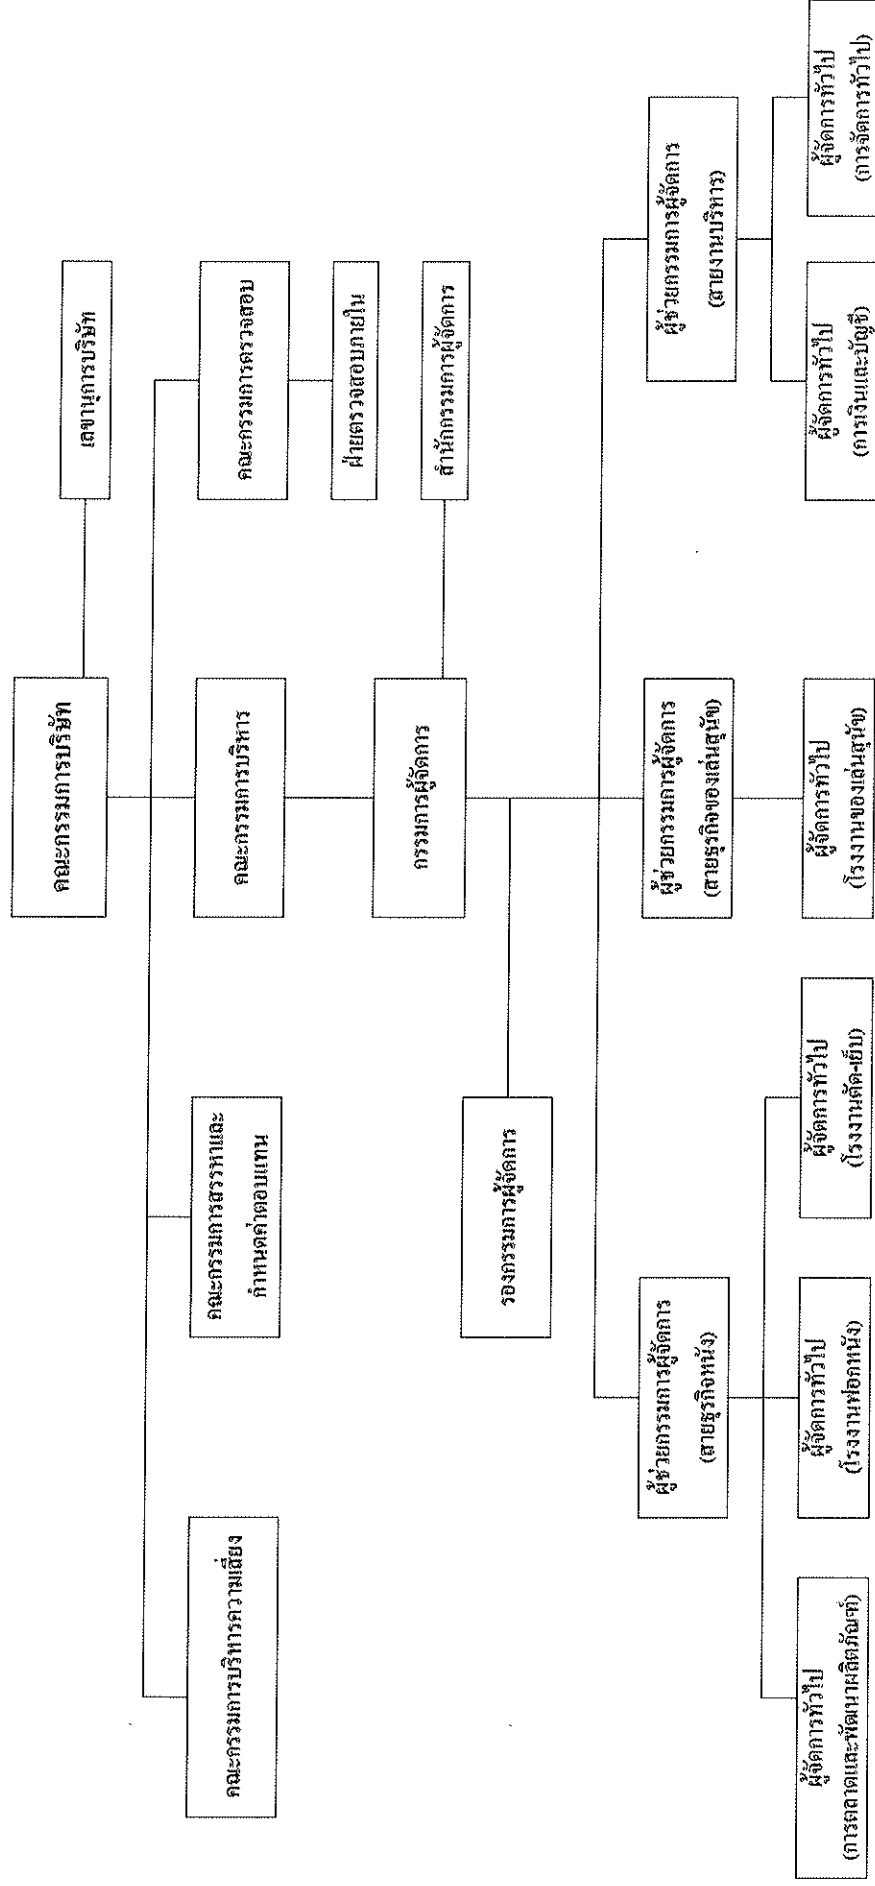 คณะกรรมการบริษัท
เลขานุการบริษัท
คณะกรรมการบริหารความเสี่ยง
คณะกรรมการสรรหาและ
กำหนดค่าตอบแทน
คณะกรรมการบริหาร
คณะกรรมการตรวจสอบ
ฝ่ายตรวจสอบภายใน
กรรมการผู้จัดการ
สำนักกรรมการผู้จัดการ
รองกรรมการผู้จัดการ
ผู้ช่วยกรรมการผู้จัดการ
(สายธุรกิจหนัง)
ผู้ช่วยกรรมการผู้จัดการ
(สายธุรกิจของเล่นสุนัข)
ผู้ช่วยกรรมการผู้จัดการ
(สายงานบริหาร)
ผู้จัดการทั่วไป
(การตลาดและพัฒนาผลิตภัณฑ์)
ผู้จัดการทั่วไป
(โรงงานฟอกหนัง)
ผู้จัดการทั่วไป
(โรงงานตัด-เย็บ)
ผู้จัดการทั่วไป
(โรงงานของเล่นสุนัข)
ผู้จัดการทั่วไป
(การเงินและบัญชี)
ผู้จัดการทั่วไป
(การจัดการทั่วไป)